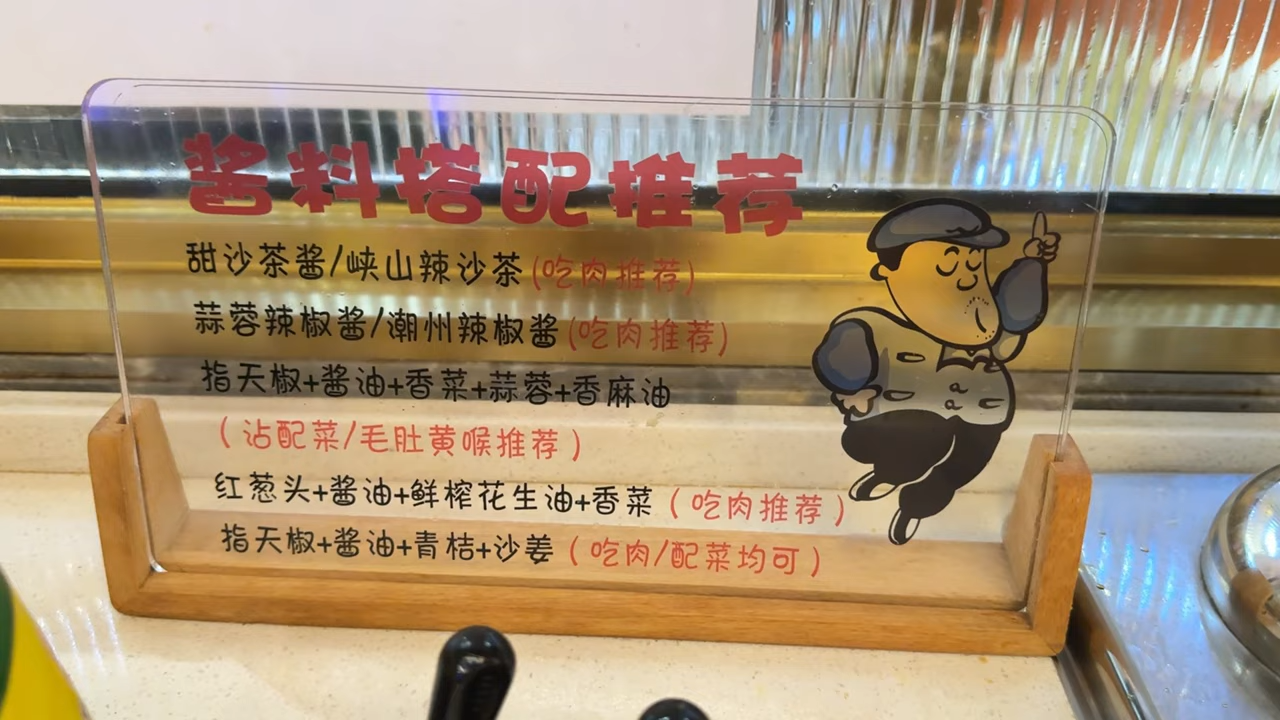 酱料搭配推荐
甜沙茶酱/峡山辣沙茶(吃肉推荐)
蒜蓉辣椒酱/潮州辣椒酱(吃肉推荐)
指天椒+酱油+香菜+蒜蓉+香麻油
(沾配菜/毛肚黄喉推荐)
红葱头+酱油+鲜榨花生油+香菜(吃肉推荐)
指天椒+酱油+青桔+沙姜(吃肉/配菜均可)